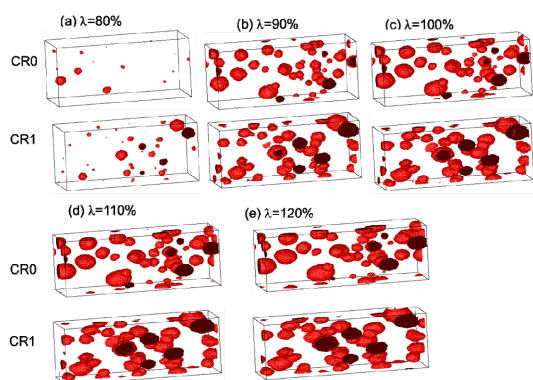 (a) λ=80%
(b) λ=90%
(c) λ=100%
CR0
CR1
(d) λ=110%
(e) λ=120%
CR0
CR1